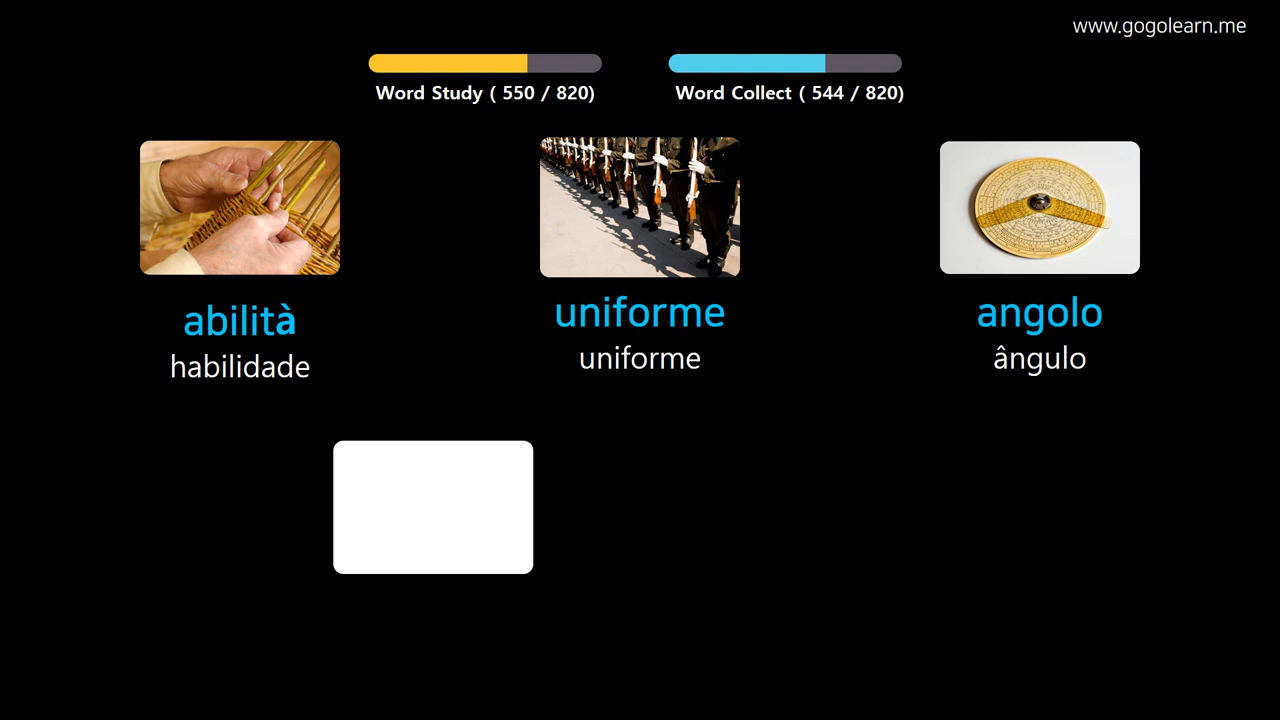 www.gogolearn.me
Word Study ( 550 / 820)
Word Collect ( 544 / 820)
abilità
habilidade
uniforme
uniforme
angolo
ângulo